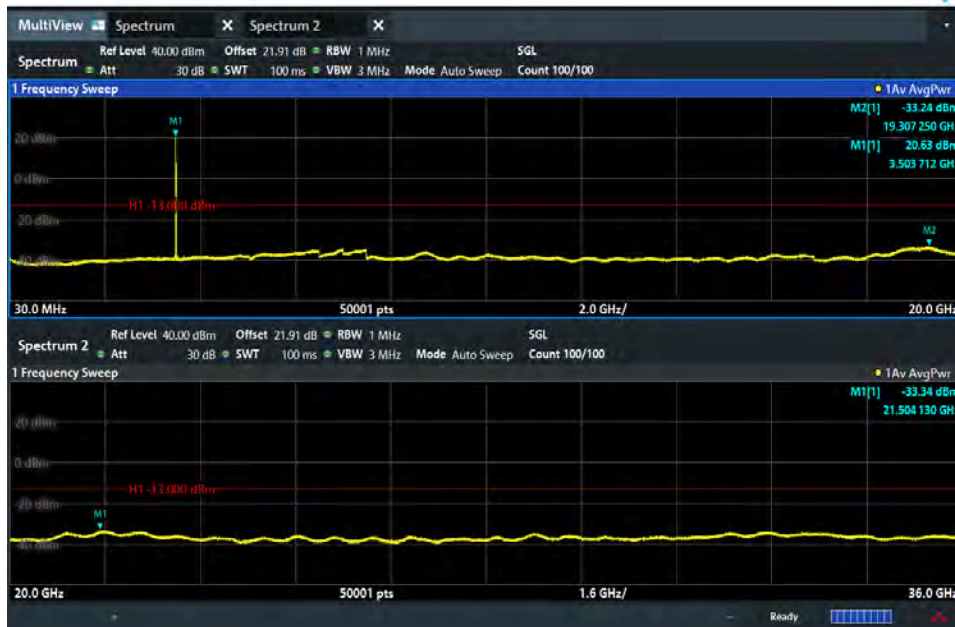 MultiView Spectrum X Spectrum 2 X
Spectrum
Ref Level 40.00 dBm Offset 21.91 dB RBW 1 MHz SGL
Att 30 dB SWT 100 ms VBW 3 MHz Mode Auto Sweep Count 100/100
1 Frequency Sweep 1Av AvgPwr
M2[1] -33.24 dBm
19.307 250 GH
M1[1] 20.63 dBm
3.503 712 GH
M1
20 dBm
0 dBm
H1 -13.000 dBm
-20 dBm
M2
-40 dBm
30.0 MHz 50001 pts 2.0 GHz/ 20.0 GHz
Spectrum 2
Ref Level 40.00 dBm Offset 21.91 dB RBW 1 MHz SGL
Att 30 dB SWT 100 ms VBW 3 MHz Mode Auto Sweep Count 100/100
1 Frequency Sweep 1Av AvgPwr
M1[1] -33.34 dBm
21.504 130 GH
20 dBm
0 dBm
H1 -13.000 dBm
-20 dBm
M1
-40 dBm
20.0 GHz 50001 pts 1.6 GHz/ 36.0 GHz
Ready